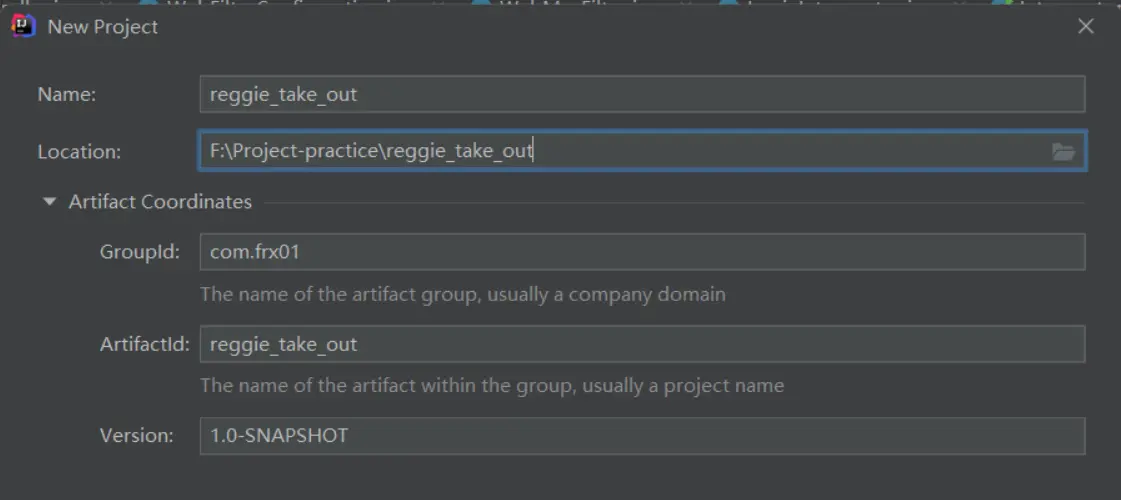 New Project
Name: reggie_take_out
Location: F:\Project-practice\reggie_take_out
Artifact Coordinates
GroupId: com.frx01
The name of the artifact group, usually a company domain
ArtifactId: reggie_take_out
The name of the artifact within the group, usually a project name
Version: 1.0-SNAPSHOT